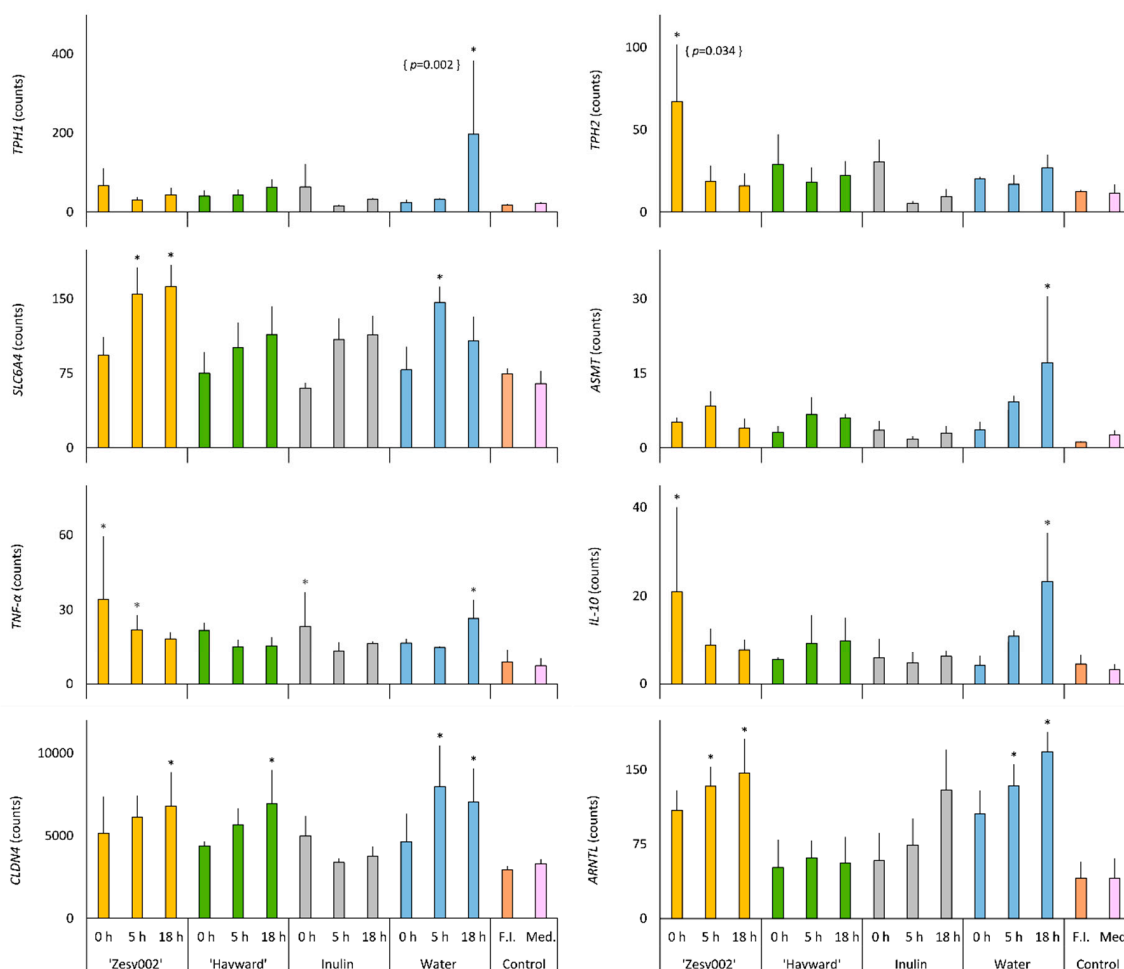 TPH1 (counts)
400
200
0
{ p=0.002 }
*
TPH2 (counts)
100
50
0
*
{ p=0.034 }
SLC6A4 (counts)
150
75
0
* * *
ASMT (counts)
30
15
0
*
TNF-α (counts)
60
30
0
* * * *
IL-10 (counts)
40
20
0
* *
CLDN4 (counts)
10000
5000
0
* * * *
0 h 5 h 18 h 0 h 5 h 18 h 0 h 5 h 18 h 0 h 5 h 18 h F.I. Med.
'Zesy002' 'Hayward' Inulin Water Control
ARNTL (counts)
150
75
0
* * * *
0 h 5 h 18 h 0 h 5 h 18 h 0 h 5 h 18 h 0 h 5 h 18 h F.I. Med.
'Zesy002' 'Hayward' Inulin Water Control